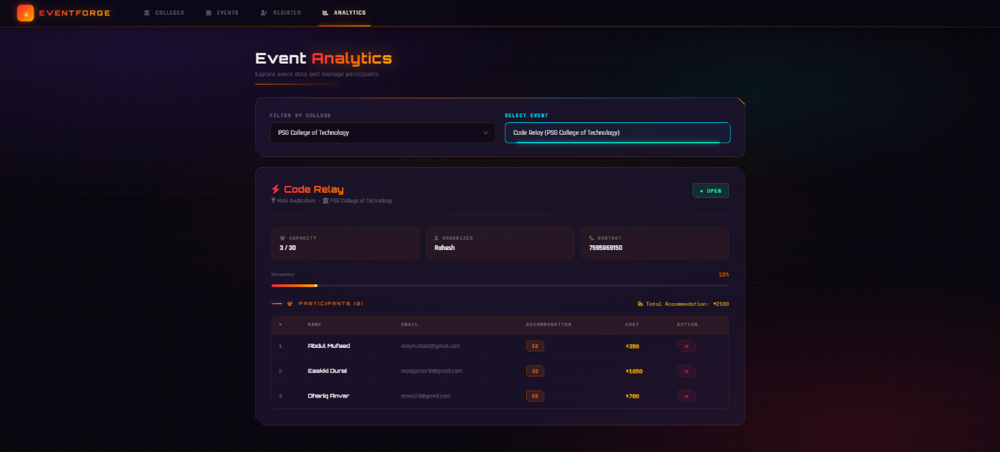 EVENTFORGE
COLLEGES
EVENTS
REGISTER
ANALYTICS
Event Analytics
Explore event data and manage participants
FILTER BY COLLEGE
SELECT EVENT
PSG College of Technology
Code Relay (PSG College of Technology)
Code Relay
OPEN
Main Auditorium · PSG College of Technology
CAPACITY
3 / 30
ORGANIZER
Rahesh
CONTACT
7695869150
Occupancy
10%
PARTICIPANTS (3)
Total Accommodation: ₹2100
# NAME EMAIL ACCOMMODATION COST ACTION
1 Abdul Mufeed onlymufeed@gmail.com 1D ₹350 ×
2 Esakki Durai medgamer18@gmail.com 3D ₹1050 ×
3 Dhariq Anvar anvar24@gmail.com 2D ₹700 ×